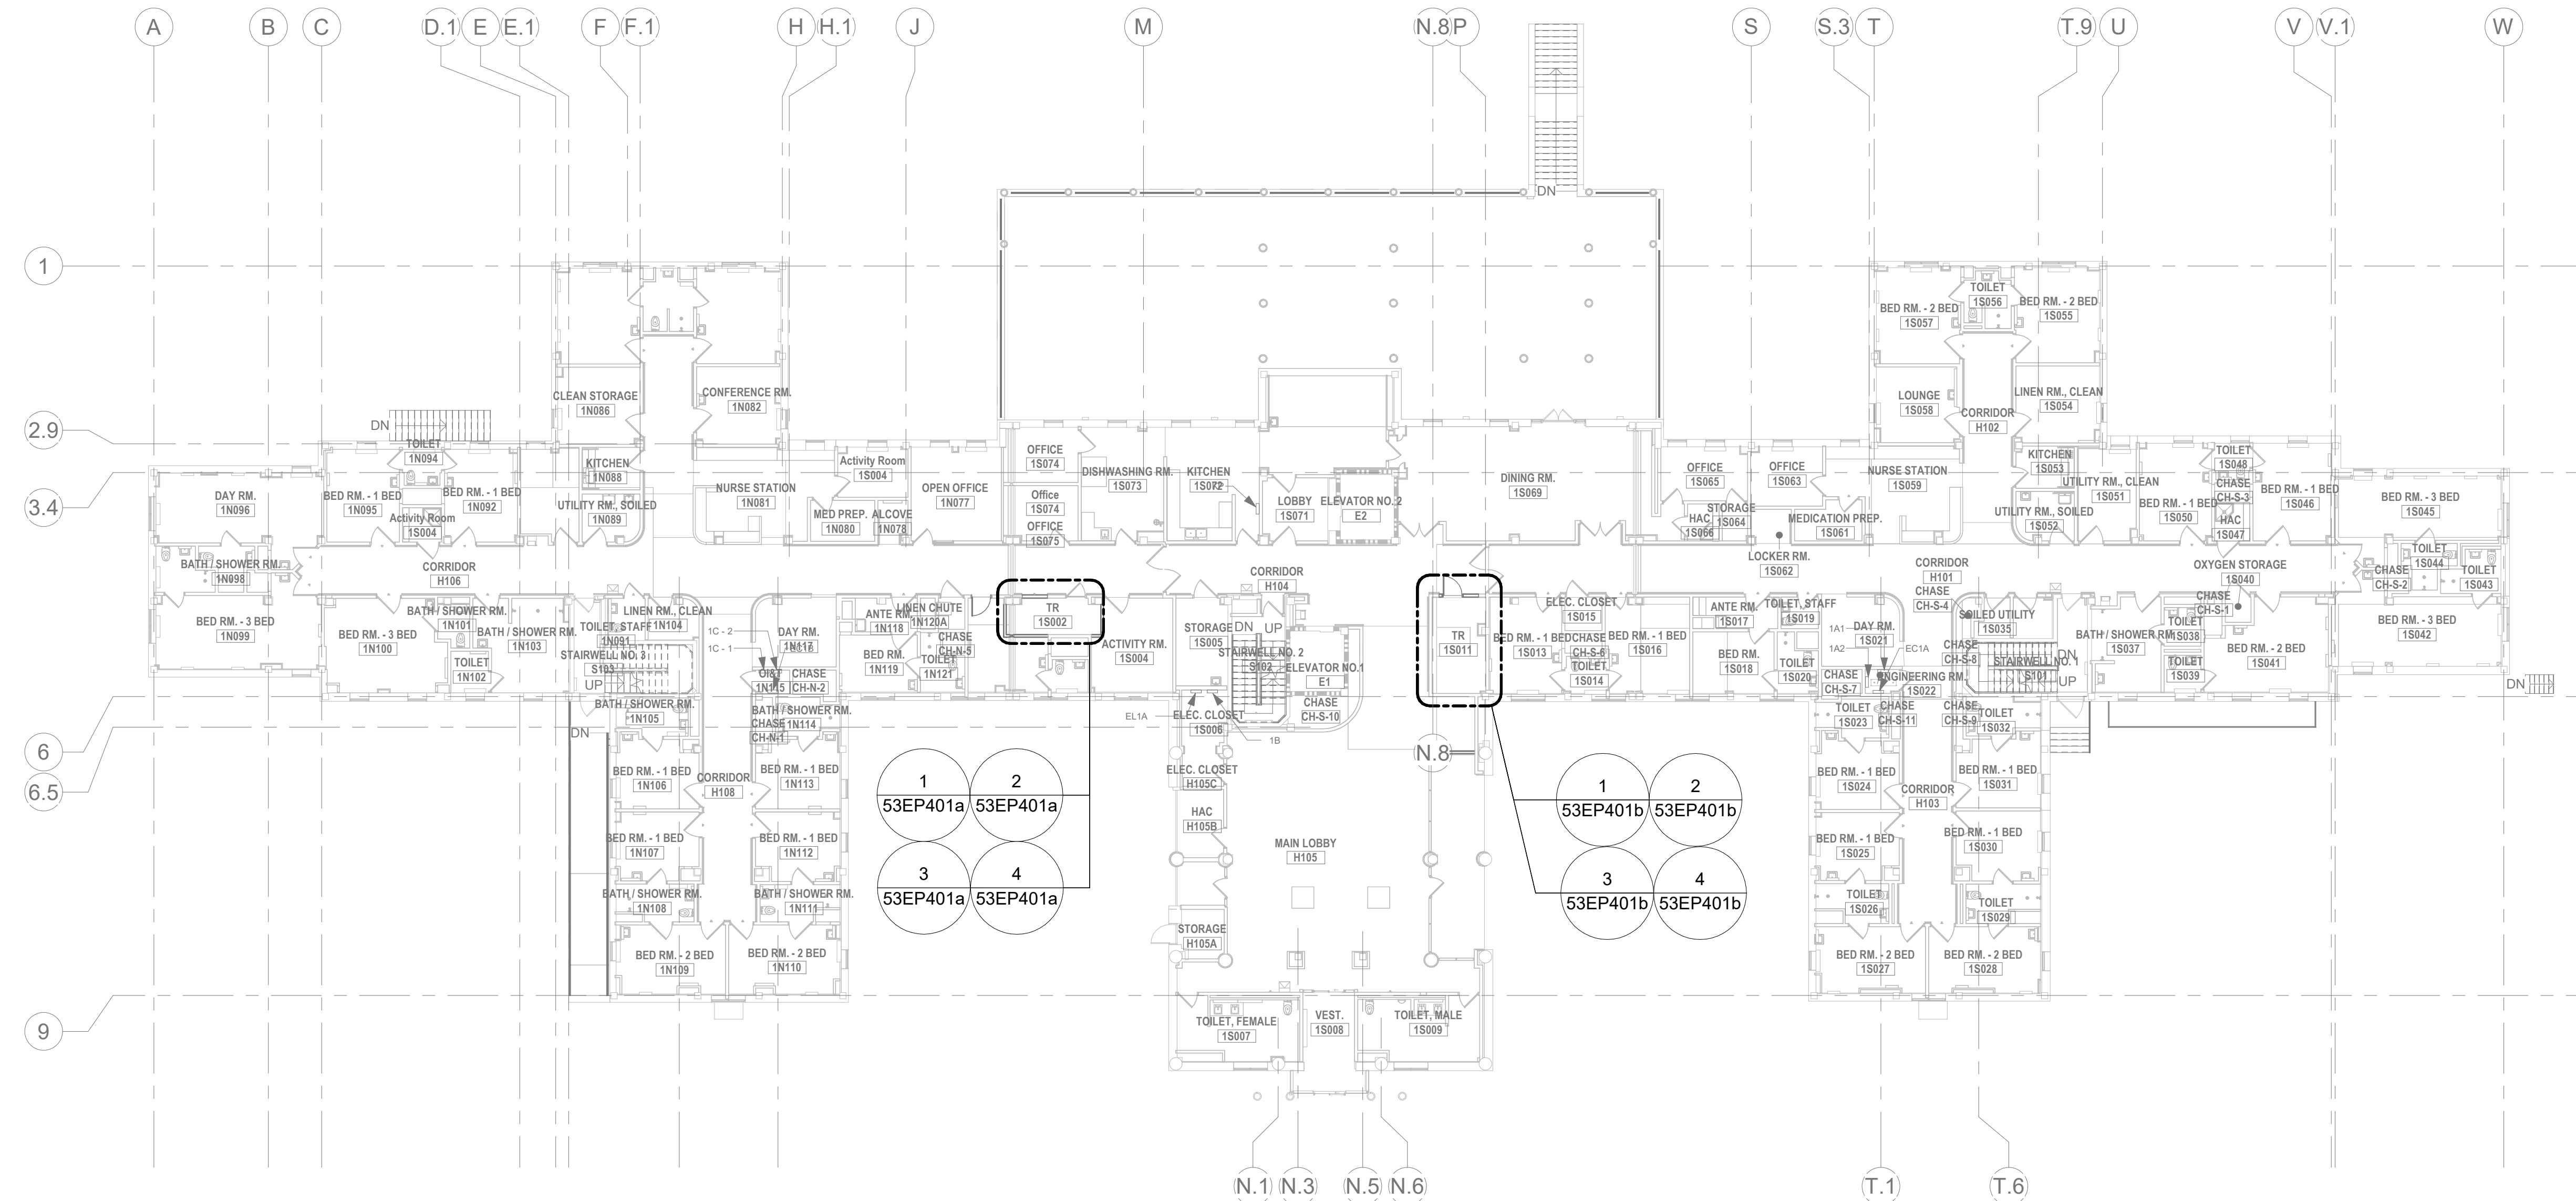 A
B
C
D.1
E
E.1
F
F.1
H
H.1
J
M
N.8
P
S
S.3
T
T.9
U
V
V.1
W
1
2.9
3.4
6
6.5
9
DN
TOILET
1S056
BED RM. - 2 BED
1S057
BED RM. - 2 BED
1S055
CLEAN STORAGE
1N086
CONFERENCE RM.
1N082
LOUNGE
1S058
LINEN RM., CLEAN
1S054
CORRIDOR
H102
DN
TOILET
1N094
KITCHEN
1N088
Activity Room
1S004
OFFICE
1S074
DISHWASHING RM.
1S073
KITCHEN
1S072
DINING RM.
1S069
OFFICE
1S065
OFFICE
1S063
NURSE STATION
1S059
KITCHEN
1S053
TOILET
1S048
DAY RM.
1N096
BED RM. - 1 BED
1N095
BED RM. - 1 BED
1N092
Activity Room
1S004
UTILITY RM., SOILED
1N089
NURSE STATION
1N081
MED PREP.
1N080
ALCOVE
1N078
OPEN OFFICE
1N077
Office
1S074
OFFICE
1S075
LOBBY
1S071
ELEVATOR NO. 2
E2
STORAGE
1S064
HAC
1S066
MEDICATION PREP.
1S061
UTILITY RM., CLEAN
1S051
UTILITY RM., SOILED
1S052
CHASE
CH-S-3
BED RM. - 1 BED
1S050
BED RM. - 1 BED
1S046
HAC
1S047
BED RM. - 3 BED
1S045
BATH / SHOWER RM.
1N098
CORRIDOR
H106
CORRIDOR
H104
LOCKER RM.
1S062
CORRIDOR
H101
CHASE
CH-S-4
OXYGEN STORAGE
1S040
TOILET
1S044
CHASE
CH-S-2
TOILET
1S043
BED RM. - 3 BED
1N099
BED RM. - 3 BED
1N100
BATH / SHOWER RM.
1N101
BATH / SHOWER RM.
1N103
TOILET
1N102
TOILET, STAFF
1N091
LINEN RM., CLEAN
1N104
STAIRWELL NO. 3
S103
UP
1C - 2
1C - 1
DAY RM.
1N117
OI&T
1N115
CHASE
CH-N-2
ANTE RM.
1N118
LINEN CHUTE
1N120A
CHASE
CH-N-5
BED RM.
1N119
TOILET
1N121
TR
1S002
ACTIVITY RM.
1S004
STORAGE
1S005
DN
UP
STAIRWELL NO. 2
S102
ELEVATOR NO.1
E1
TR
1S011
BED RM. - 1 BED
1S013
ELEC. CLOSET
1S015
CHASE
CH-S-6
TOILET
1S014
BED RM. - 1 BED
1S016
ANTE RM.
1S017
TOILET, STAFF
1S019
BED RM.
1S018
TOILET
1S020
1A1
1A2
DAY RM.
1S021
EC1A
CHASE
CH-S-7
ENGINEERING RM.
1S022
SOILED UTILITY
1S035
CHASE
CH-S-8
STAIRWELL NO. 1
S101
DN
UP
BATH / SHOWER RM.
1S037
TOILET
1S038
CHASE
CH-S-1
TOILET
1S039
BED RM. - 2 BED
1S041
BED RM. - 3 BED
1S042
DN
BATH / SHOWER RM.
1N105
BATH / SHOWER RM.
1N114
CHASE
CH-N-1
EL1A
ELEC. CLOSET
1S006
1B
CHASE
CH-S-10
TOILET
1S023
CHASE
CH-S-11
CHASE
CH-S-9
TOILET
1S032
DN
BED RM. - 1 BED
1N106
CORRIDOR
H108
BED RM. - 1 BED
1N113
1
53EP401a
2
53EP401a
3
53EP401a
4
53EP401a
ELEC. CLOSET
H105C
HAC
H105B
MAIN LOBBY
H105
N.8
1
53EP401b
2
53EP401b
3
53EP401b
4
53EP401b
BED RM. - 1 BED
1S024
CORRIDOR
H103
BED RM. - 1 BED
1S031
BED RM. - 1 BED
1N107
BED RM. - 1 BED
1N112
BED RM. - 1 BED
1S025
BED RM. - 1 BED
1S030
BATH / SHOWER RM.
1N108
BATH / SHOWER RM.
1N111
TOILET
1S026
TOILET
1S029
STORAGE
H105A
BED RM. - 2 BED
1N109
BED RM. - 2 BED
1N110
BED RM. - 2 BED
1S027
BED RM. - 2 BED
1S028
TOILET, FEMALE
1S007
VEST.
1S008
TOILET, MALE
1S009
N.1
N.3
N.5
N.6
T.1
T.6